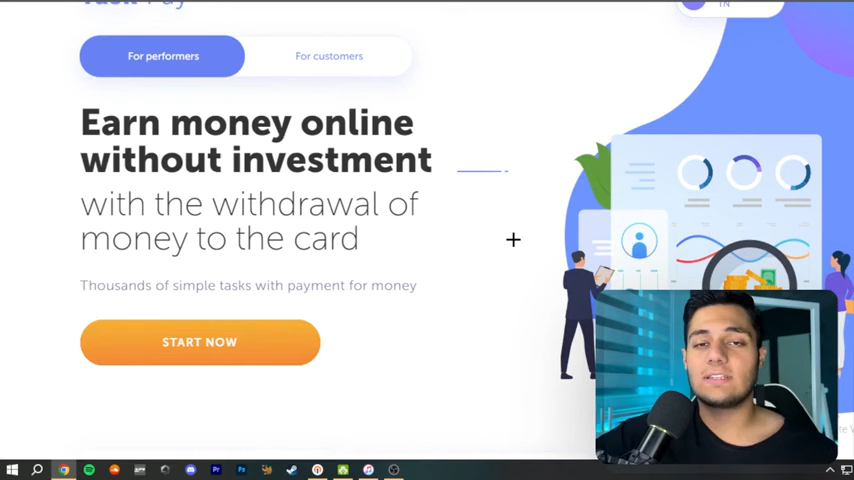 IN
For performers
For customers
Earn money online
without investment
with the withdrawal of
money to the card
Thousands of simple tasks with payment for money
START NOW